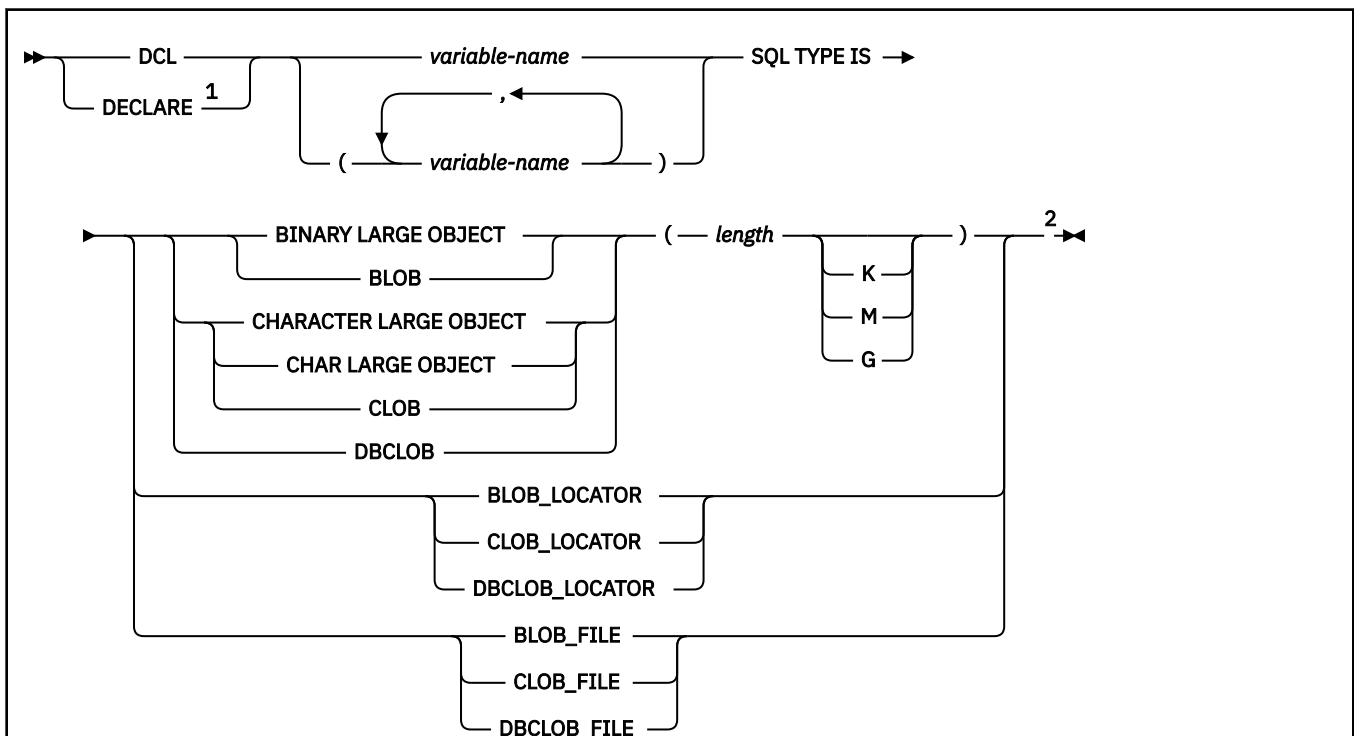 DCL variable-name SQL TYPE IS
DECLARE 1
,
( variable-name )
BINARY LARGE OBJECT ( length ) 2
BLOB K
CHARACTER LARGE OBJECT M
CHAR LARGE OBJECT G
CLOB
DBCLOB
BLOB_LOCATOR
CLOB_LOCATOR
DBCLOB_LOCATOR
BLOB_FILE
CLOB_FILE
DBCLOB_FILE